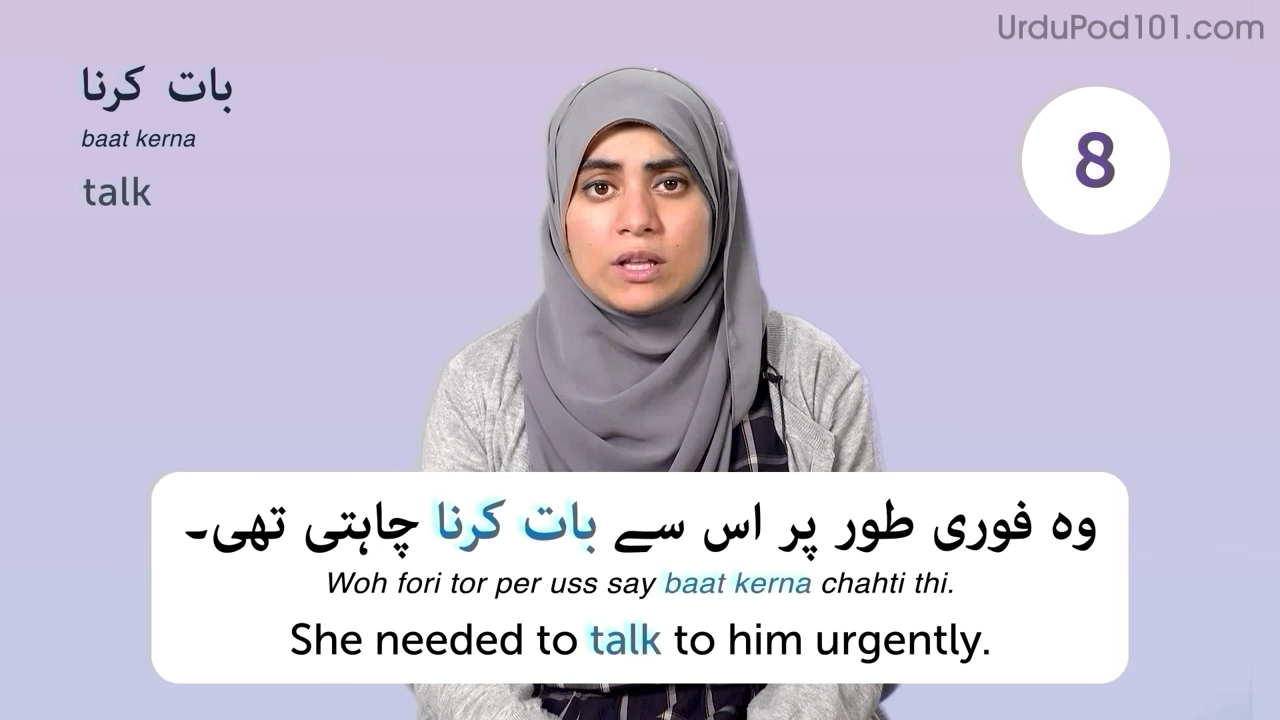 UrduPod101.com
بات کرنا
baat kerna
talk
8
وہ فوری طور پر اس سے بات کرنا چاہتی تھی۔
Woh fori tor per uss say baat kerna chahti thi.
She needed to talk to him urgently.